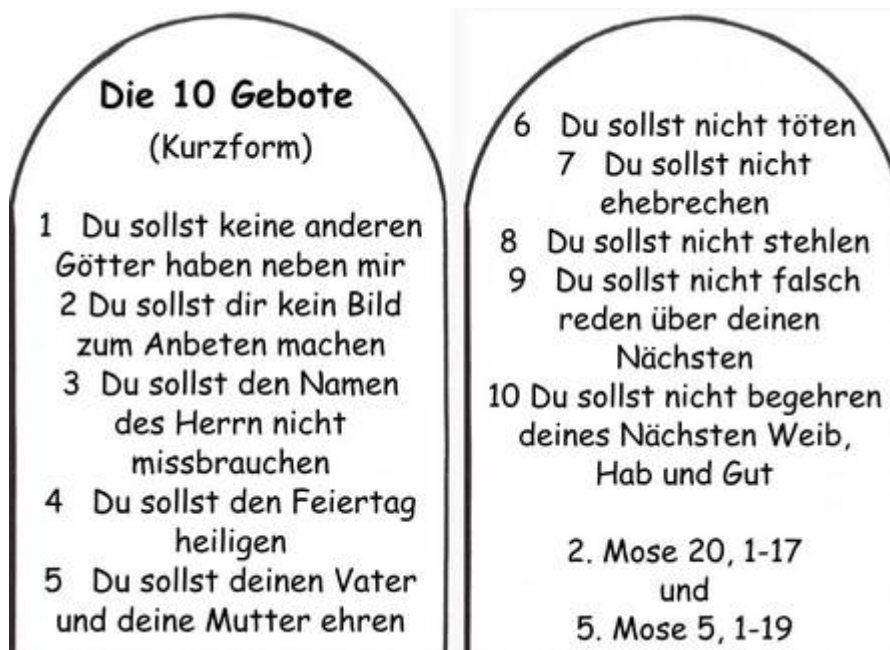 Die 10 Gebote
(Kurzform)
1 Du sollst keine anderen
Götter haben neben mir
2 Du sollst dir kein Bild
zum Anbeten machen
3 Du sollst den Namen
des Herrn nicht
missbrauchen
4 Du sollst den Feiertag
heiligen
5 Du sollst deinen Vater
und deine Mutter ehren
6 Du sollst nicht töten
7 Du sollst nicht
ehebrechen
8 Du sollst nicht stehlen
9 Du sollst nicht falsch
reden über deinen
Nächsten
10 Du sollst nicht begehren
deines Nächsten Weib,
Hab und Gut
2. Mose 20, 1-17
und
5. Mose 5, 1-19